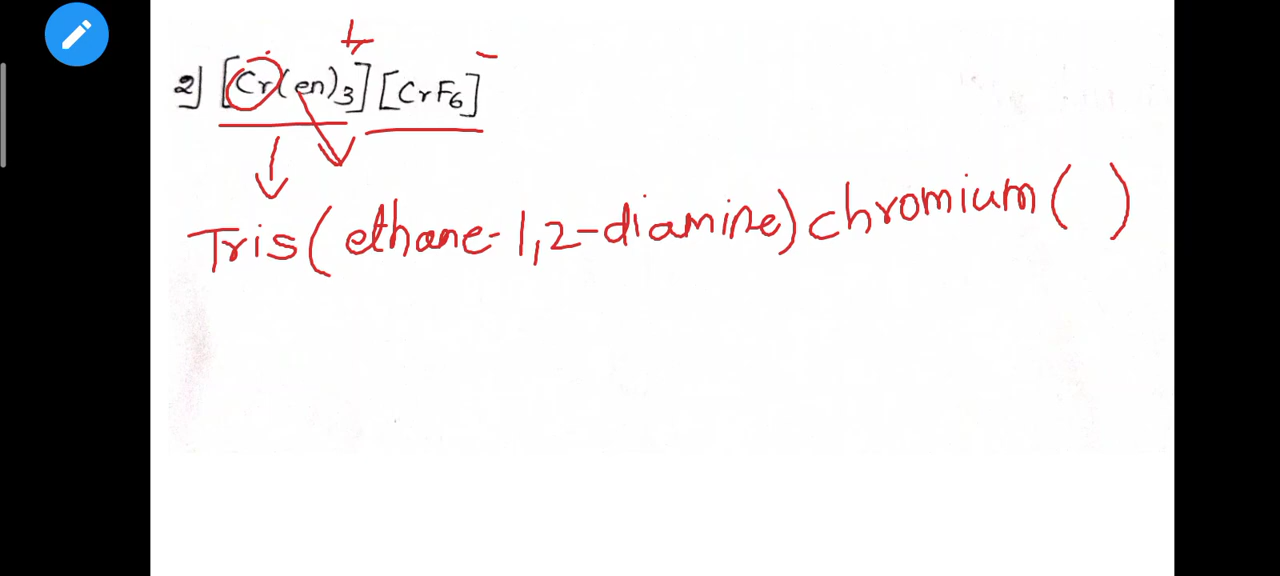 + -
2] [Cr(en)3] [CrF6]
Tris(ethane-1,2-diamine)chromium( )